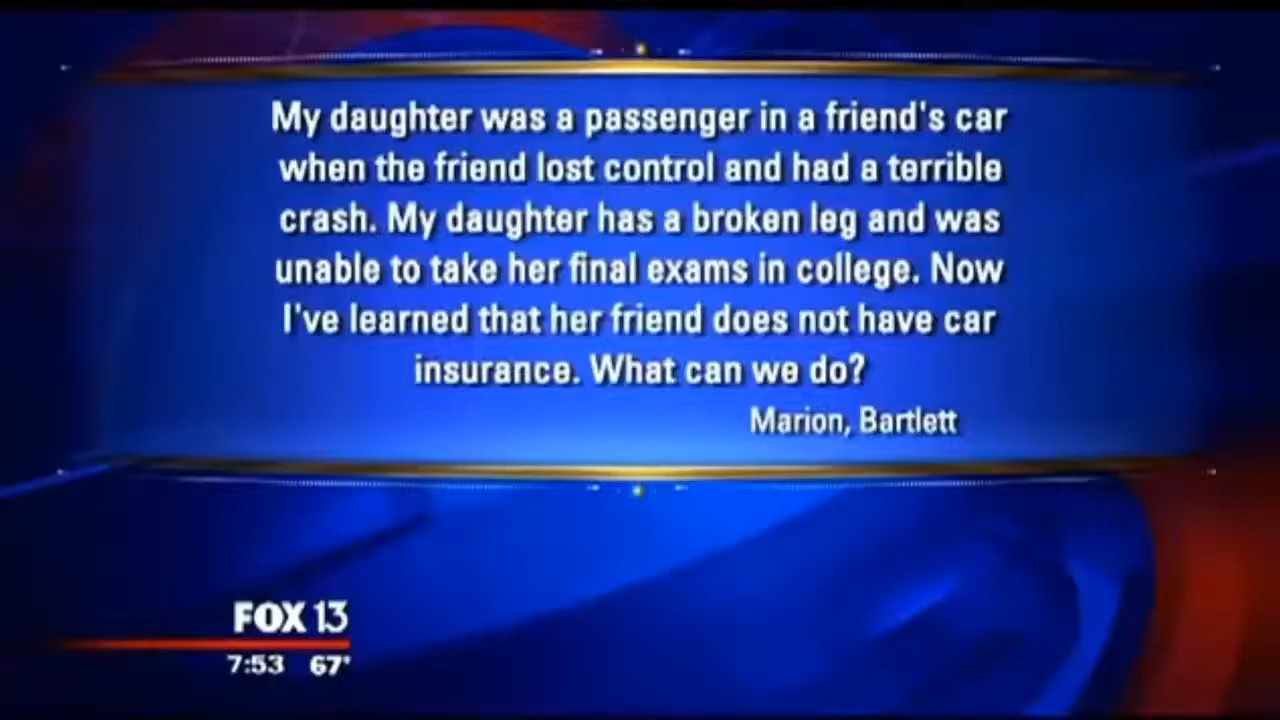 My daughter was a passenger in a friend's car
when the friend lost control and had a terrible
crash. My daughter has a broken leg and was
unable to take her final exams in college. Now
I've learned that her friend does not have car
insurance. What can we do?
Marion, Bartlett
FOX 13
7:53 67°